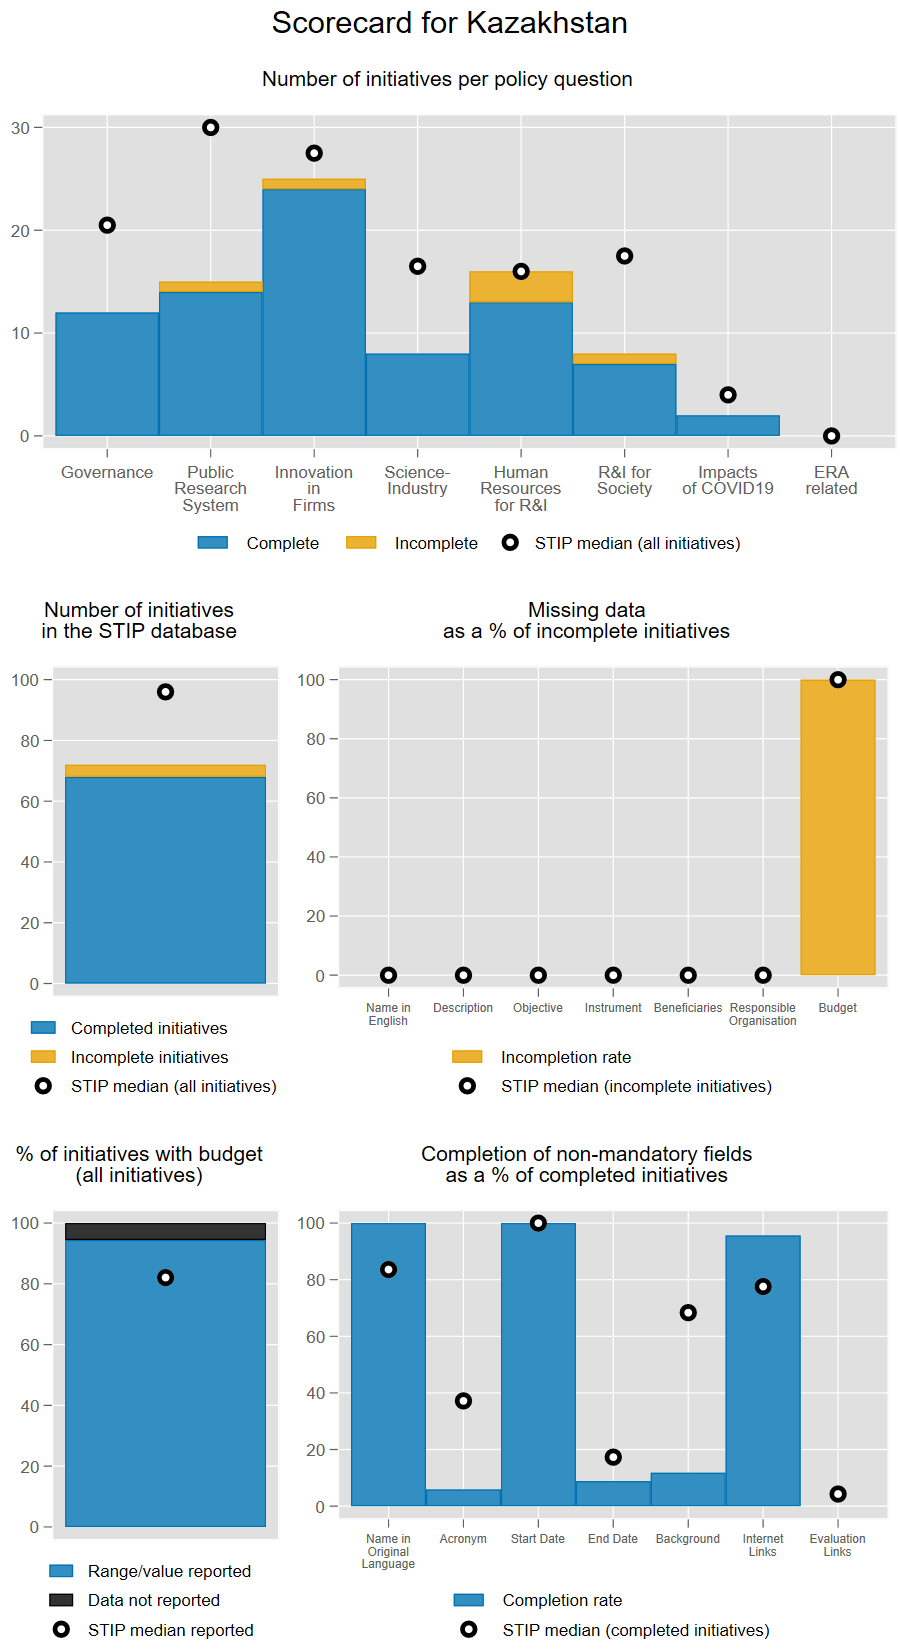 Scorecard for Kazakhstan
Number of initiatives per policy question
30
20
10
0
Governance
Public
Research
System
Innovation
in
Firms
Science-
Industry
Human
Resources
for R&I
R&I for
Society
Impacts
of COVID19
ERA
related
Complete
Incomplete
STIP median (all initiatives)
Number of initiatives
in the STIP database
100
80
60
40
20
0
Completed initiatives
Incomplete initiatives
STIP median (all initiatives)
Missing data
as a % of incomplete initiatives
100
80
60
40
20
0
Name in
English
Description
Objective
Instrument
Beneficiaries
Responsible
Organisation
Budget
Incompletion rate
STIP median (incomplete initiatives)
% of initiatives with budget
(all initiatives)
100
80
60
40
20
0
Range/value reported
Data not reported
STIP median reported
Completion of non-mandatory fields
as a % of completed initiatives
100
80
60
40
20
0
Name in
Original
Language
Acronym
Start Date
End Date
Background
Internet
Links
Evaluation
Links
Completion rate
STIP median (completed initiatives)